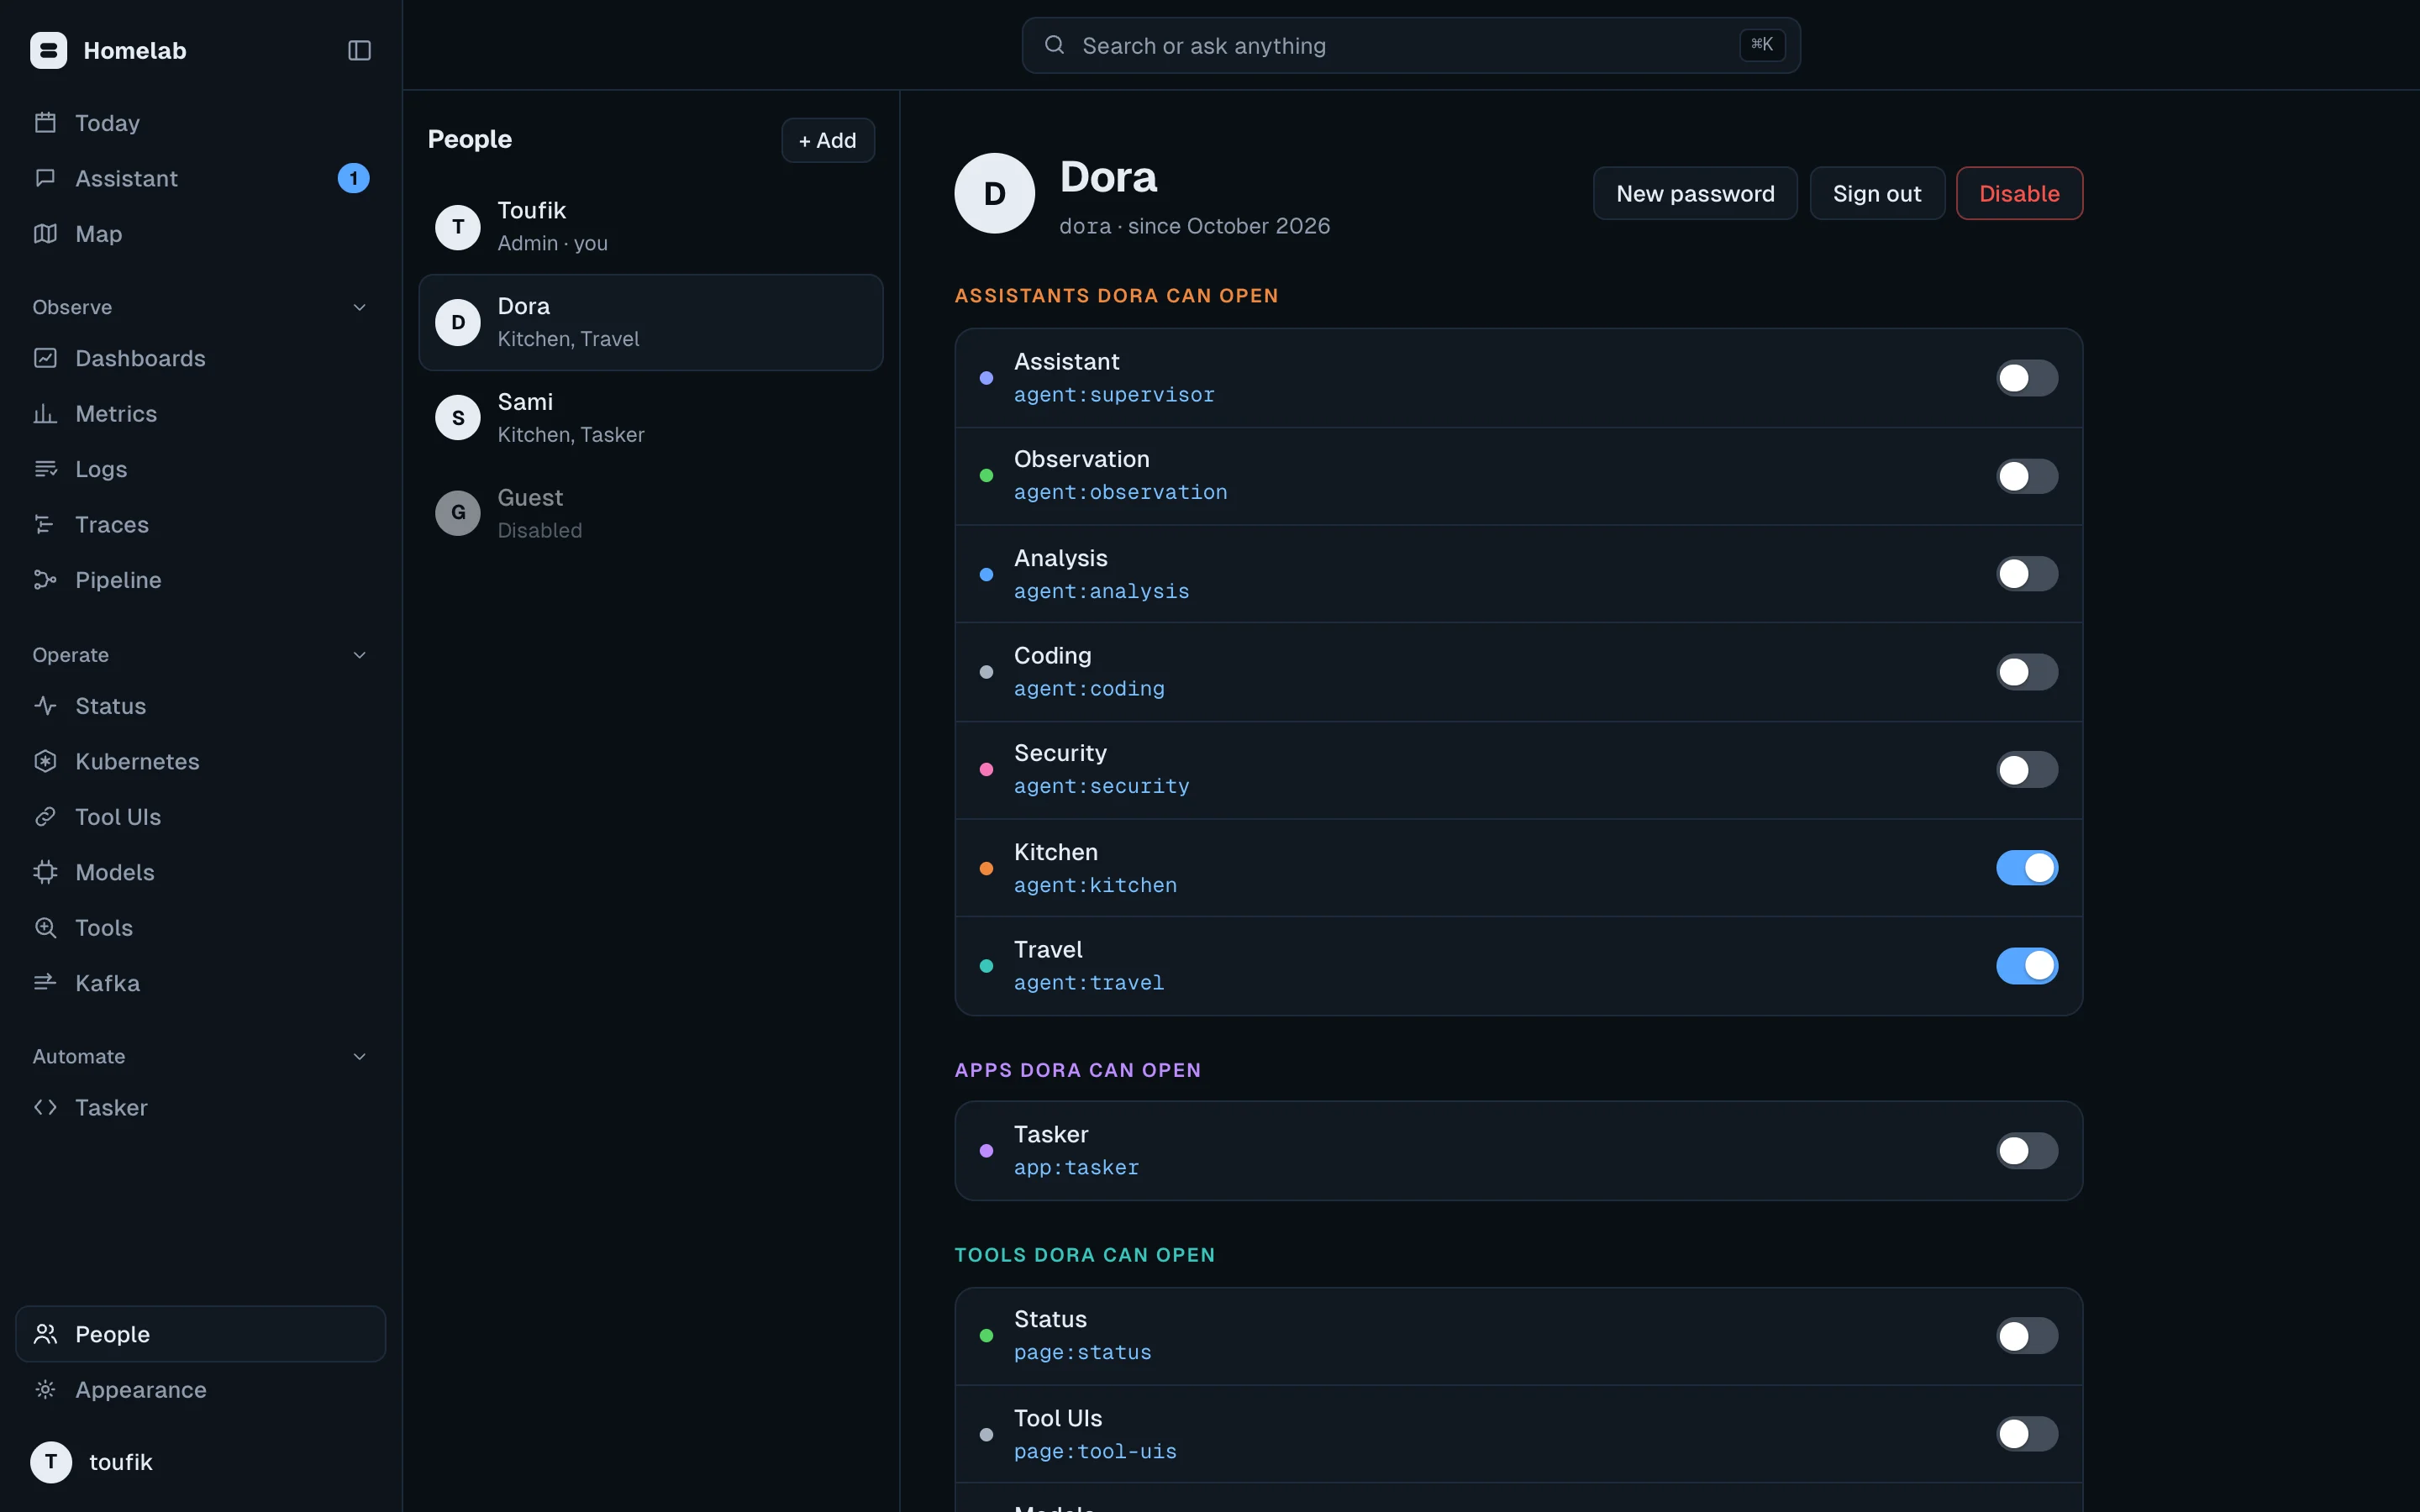 Homelab
Today
Assistant
1
Map
Observe
Dashboards
Metrics
Logs
Traces
Pipeline
Operate
Status
Kubernetes
Tool UIs
Models
Tools
Kafka
Automate
Tasker
People
Appearance
T
toufik
Search or ask anything
⌘K
People
+ Add
T
Toufik
Admin · you
D
Dora
Kitchen, Travel
S
Sami
Kitchen, Tasker
G
Guest
Disabled
D
Dora
dora · since October 2026
New password
Sign out
Disable
ASSISTANTS DORA CAN OPEN
Assistant
agent:supervisor
Observation
agent:observation
Analysis
agent:analysis
Coding
agent:coding
Security
agent:security
Kitchen
agent:kitchen
Travel
agent:travel
APPS DORA CAN OPEN
Tasker
app:tasker
TOOLS DORA CAN OPEN
Status
page:status
Tool UIs
page:tool-uis